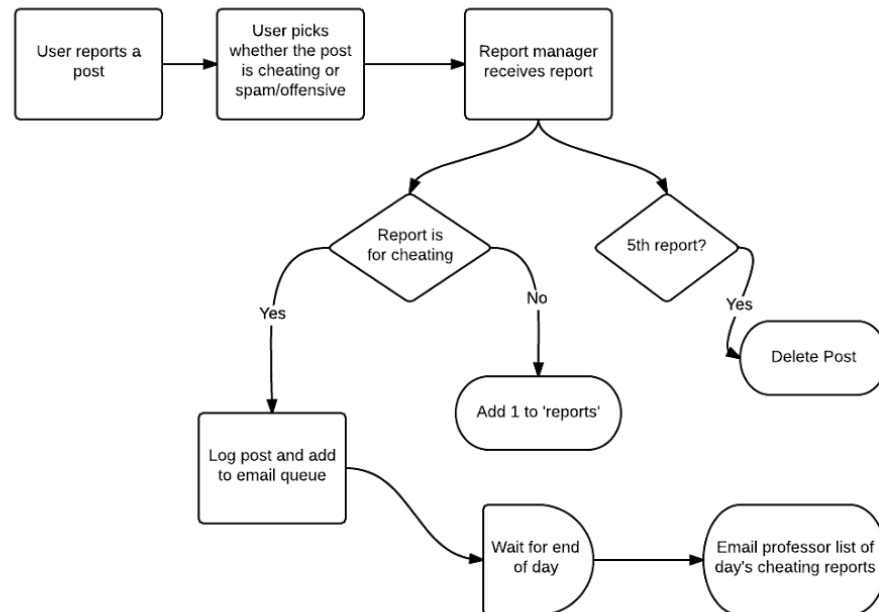 User reports a
post
User picks
whether the post
is cheating or
spam/offensive
Report manager
receives report
Report is
for cheating
5th report?
Yes
No
Yes
Delete Post
Add 1 to 'reports'
Log post and add
to email queue
Wait for end
of day
Email professor list of
day's cheating reports